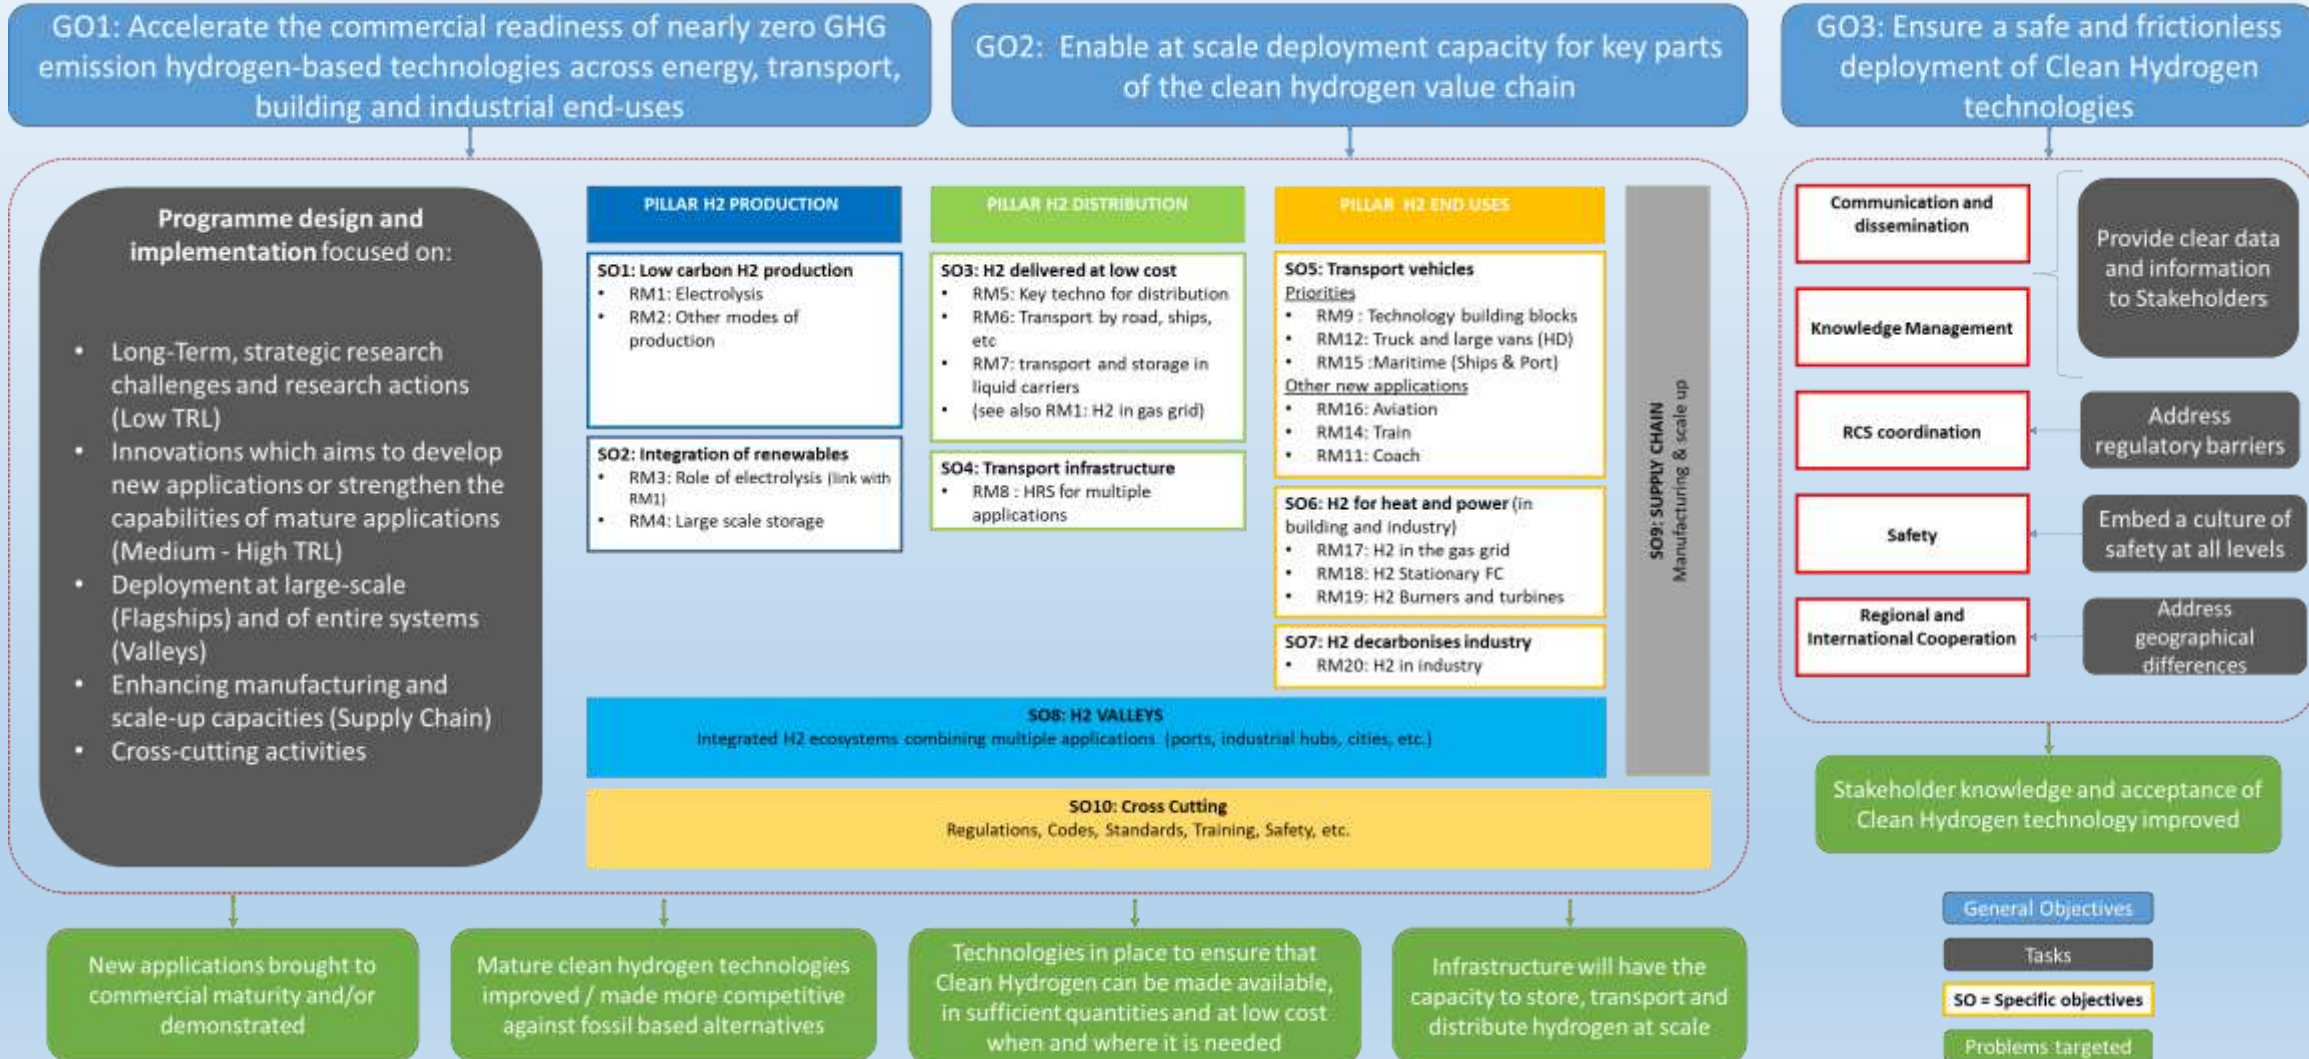 GO1: Accelerate the commercial readiness of nearly zero GHG
emission hydrogen-based technologies across energy, transport,
building and industrial end-uses
GO2: Enable at scale deployment capacity for key parts
of the clean hydrogen value chain
GO3: Ensure a safe and frictionless
deployment of Clean Hydrogen
technologies
Programme design and
implementation focused on:
• Long-Term, strategic research
challenges and research actions
(Low TRL)
• Innovations which aims to develop
new applications or strengthen the
capabilities of mature applications
(Medium - High TRL)
• Deployment at large-scale
(Flagships) and of entire systems
(Valleys)
• Enhancing manufacturing and
scale-up capacities (Supply Chain)
• Cross-cutting activities
PILLAR H2 PRODUCTION
SO1: Low carbon H2 production
• RM1: Electrolysis
• RM2: Other modes of
production
SO2: Integration of renewables
• RM3: Role of electrolysis (link with
RM1)
• RM4: Large scale storage
PILLAR H2 DISTRIBUTION
SO3: H2 delivered at low cost
• RM5: Key techno for distribution
• RM6: Transport by road, ships,
etc
• RM7: transport and storage in
liquid carriers
• (see also RM1: H2 in gas grid)
SO4: Transport infrastructure
• RM8 : HRS for multiple
applications
PILLAR H2 END USES
SO5: Transport vehicles
Priorities
• RM9 : Technology building blocks
• RM12: Truck and large vans (HD)
• RM15 :Maritime (Ships & Port)
Other new applications
• RM16: Aviation
• RM14: Train
• RM11: Coach
SO6: H2 for heat and power (in
building and industry)
• RM17: H2 in the gas grid
• RM18: H2 Stationary FC
• RM19: H2 Burners and turbines
SO7: H2 decarbonises industry
• RM20: H2 in industry
SO9: SUPPLY CHAIN
Manufacturing & scale up
SO8: H2 VALLEYS
Integrated H2 ecosystems combining multiple applications (ports, industrial hubs, cities, etc.)
SO10: Cross Cutting
Regulations, Codes, Standards, Training, Safety, etc.
Communication and
dissemination
Knowledge Management
Provide clear data
and information
to Stakeholders
RCS coordination
Address
regulatory barriers
Safety
Embed a culture of
safety at all levels
Regional and
International Cooperation
Address
geographical
differences
Stakeholder knowledge and acceptance of
Clean Hydrogen technology improved
New applications brought to
commercial maturity and/or
demonstrated
Mature clean hydrogen technologies
improved / made more competitive
against fossil based alternatives
Technologies in place to ensure that
Clean Hydrogen can be made available,
in sufficient quantities and at low cost
when and where it is needed
Infrastructure will have the
capacity to store, transport and
distribute hydrogen at scale
General Objectives
Tasks
SO = Specific objectives
Problems targeted